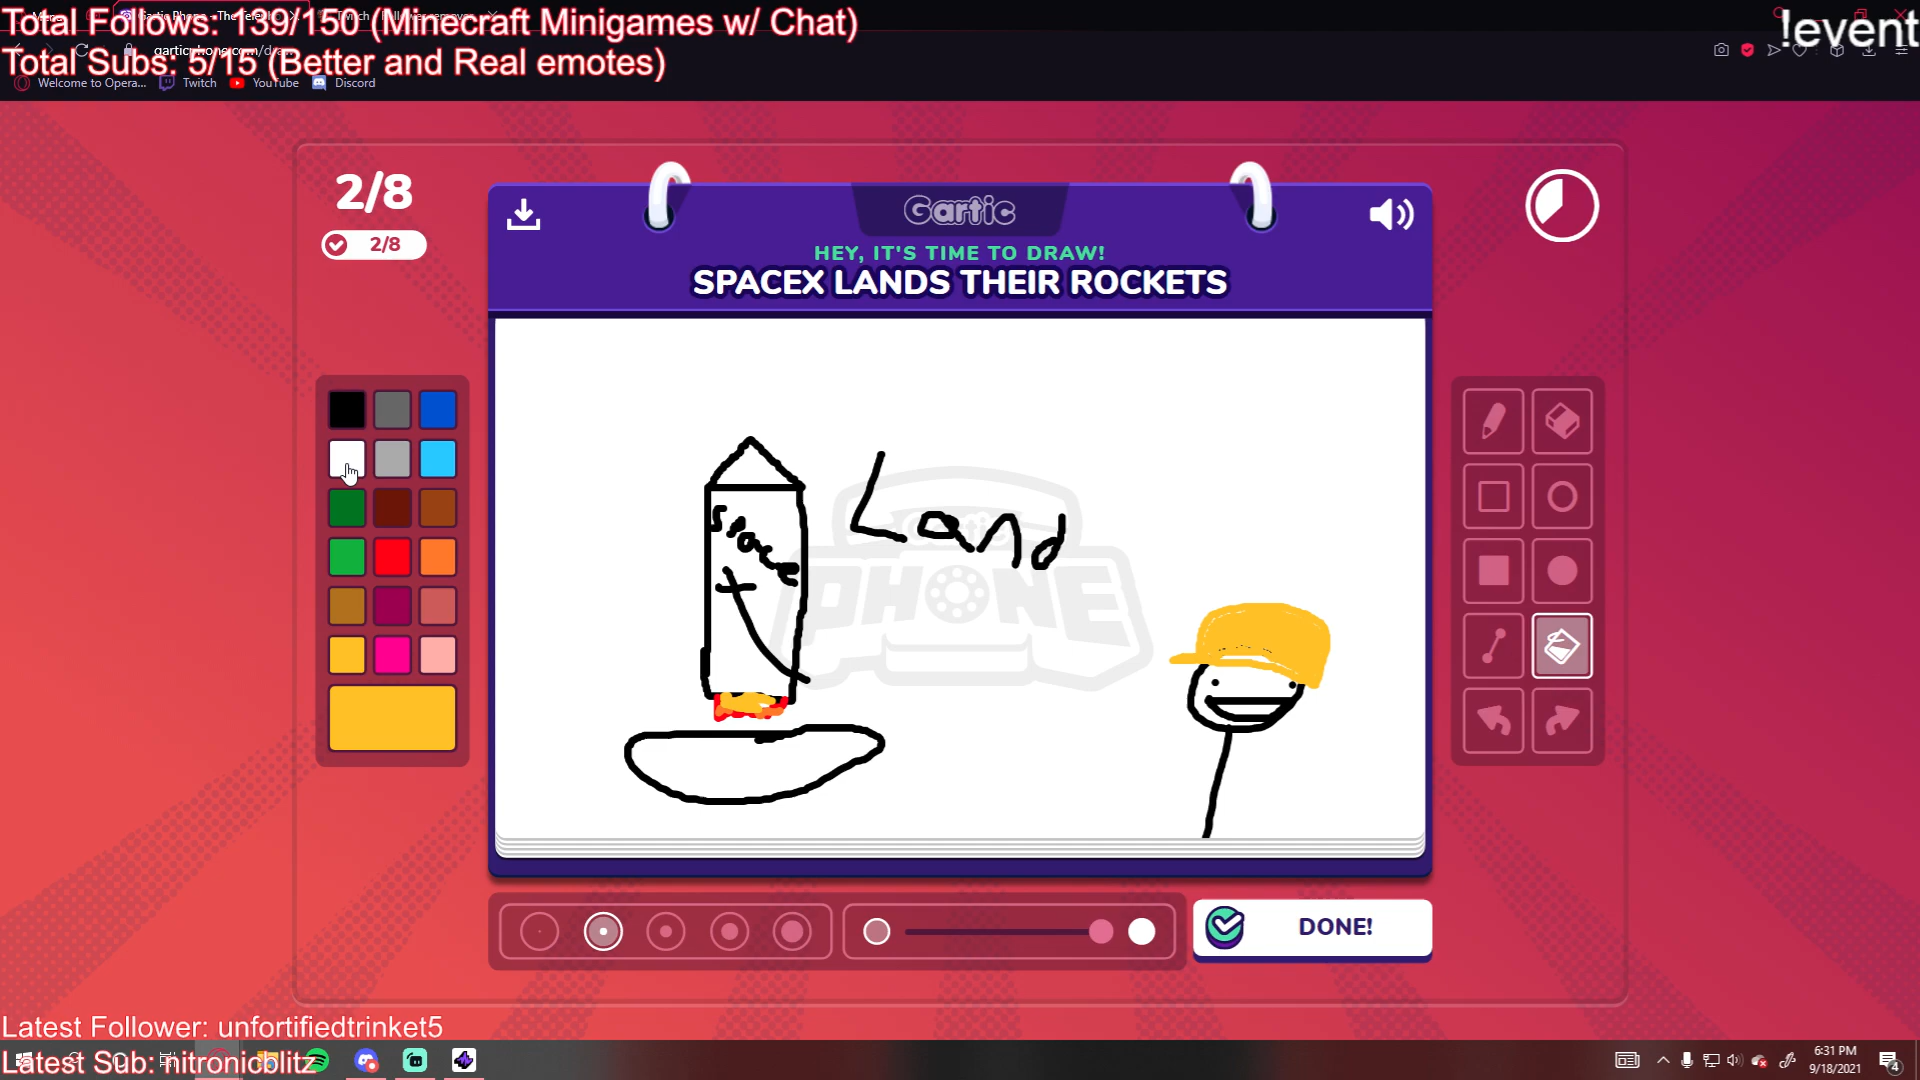 Total Follows: 139/150 (Minecraft Minigames w/ Chat)
!event
Total Subs: 5/15 (Better and Real emotes)
Welcome to Opera...
Twitch
YouTube
Discord
2/8
2/8
Gartic
HEY, IT'S TIME TO DRAW!
SPACEX LANDS THEIR ROCKETS
Land
Space
X
PHONE
DONE!
Latest Follower: unfortifiedtrinket5
Latest Sub: nitronicblitz
6:31 PM
9/18/2021
4